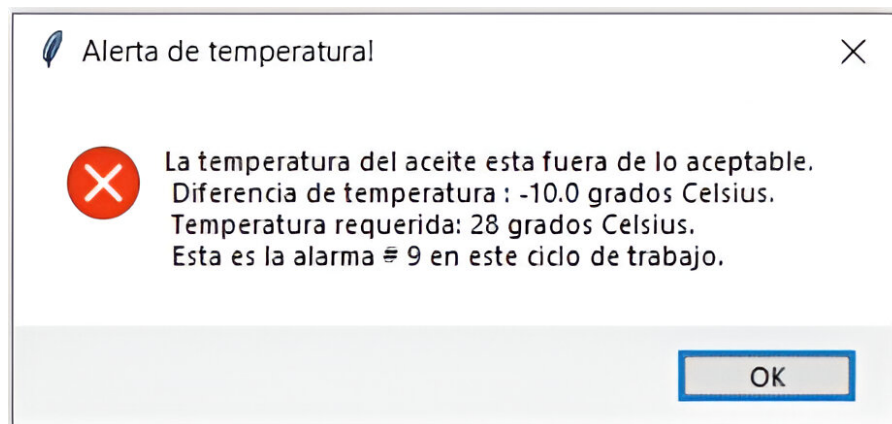 Alerta de temperatura!
La temperatura del aceite esta fuera de lo aceptable.
Diferencia de temperatura : -10.0 grados Celsius.
Temperatura requerida: 28 grados Celsius.
Esta es la alarma # 9 en este ciclo de trabajo.
OK